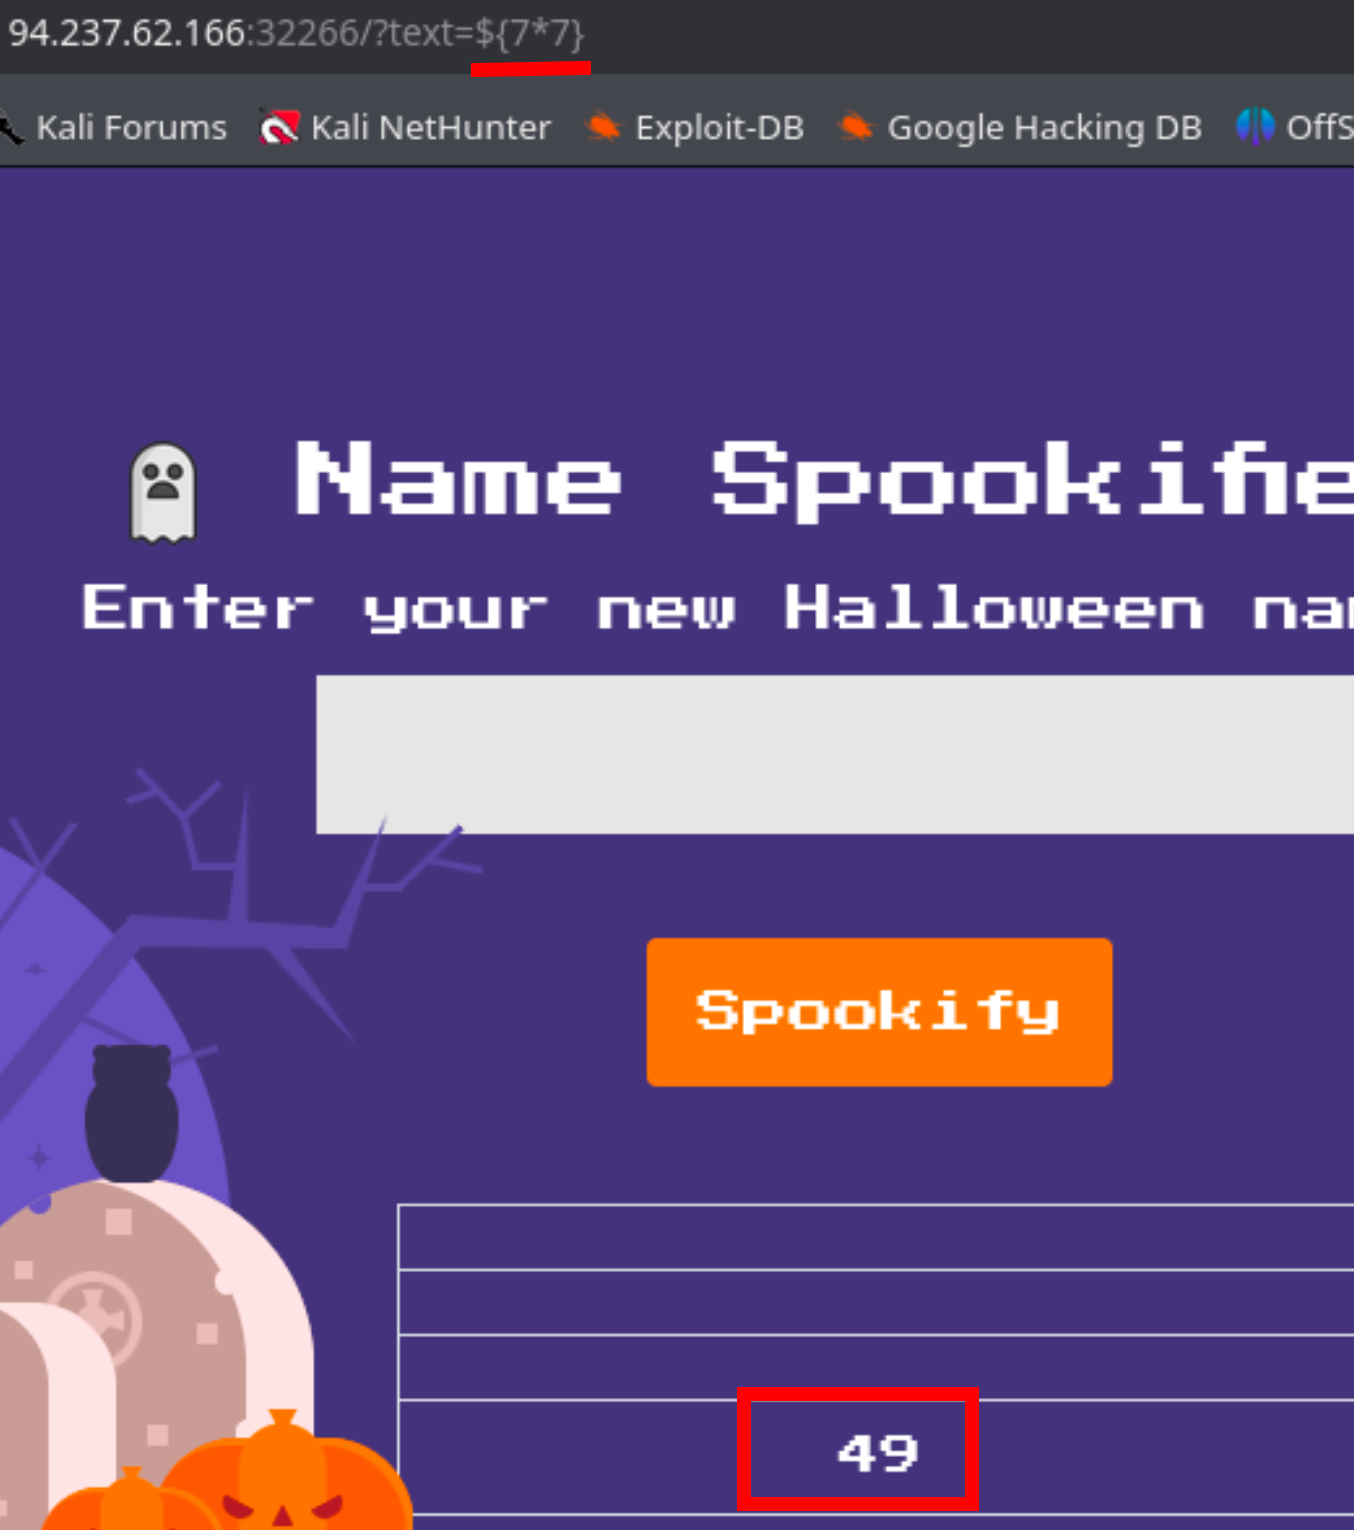 94.237.62.166:32266/?text=${7*7}
Kali Forums Kali NetHunter Exploit-DB Google Hacking DB OffS
Name Spookifie
Enter your new Halloween na
Spookify
49